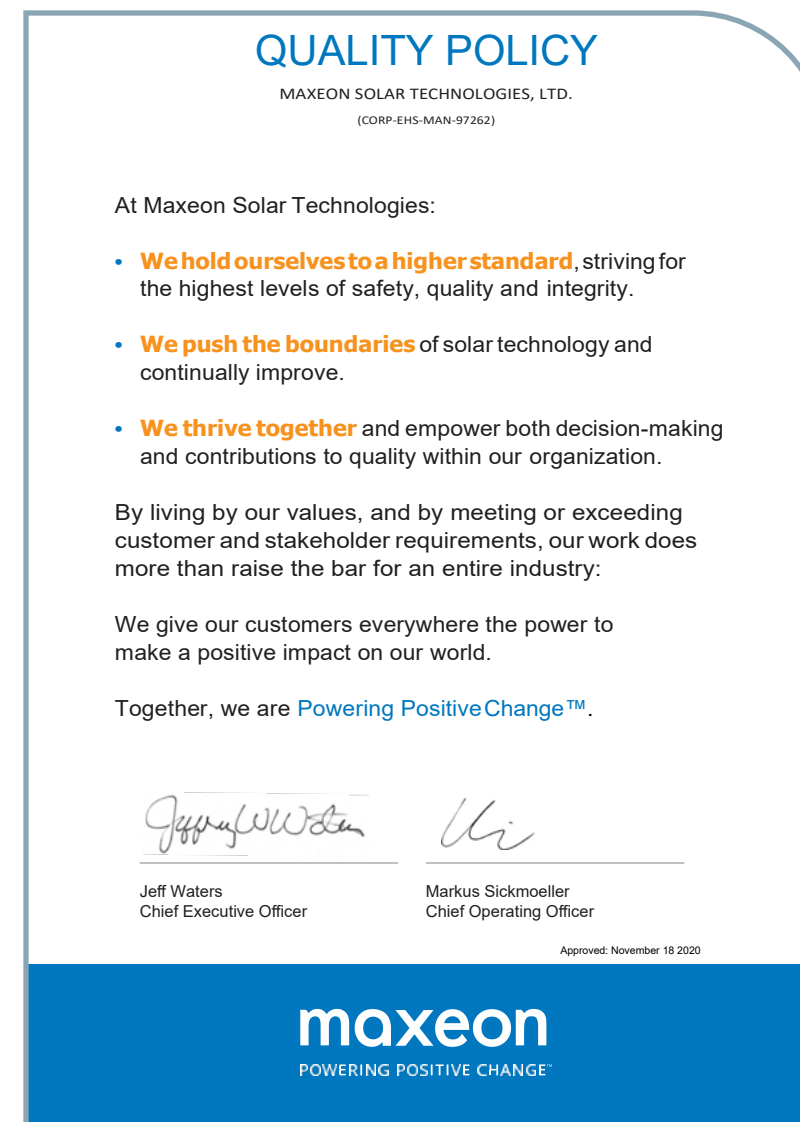 QUALITY POLICY
MAXEON SOLAR TECHNOLOGIES, LTD.
(CORP-EHS-MAN-97262)
At Maxeon Solar Technologies:
• We hold ourselves to a higher standard, striving for
the highest levels of safety, quality and integrity.
• We push the boundaries of solar technology and
continually improve.
• We thrive together and empower both decision-making
and contributions to quality within our organization.
By living by our values, and by meeting or exceeding
customer and stakeholder requirements, our work does
more than raise the bar for an entire industry:
We give our customers everywhere the power to
make a positive impact on our world.
Together, we are Powering Positive Change™.
Jeffrey W Waters
Jeff Waters
Chief Executive Officer
Markus Sickmoeller
Chief Operating Officer
Approved: November 18 2020
maxeon
POWERING POSITIVE CHANGE™